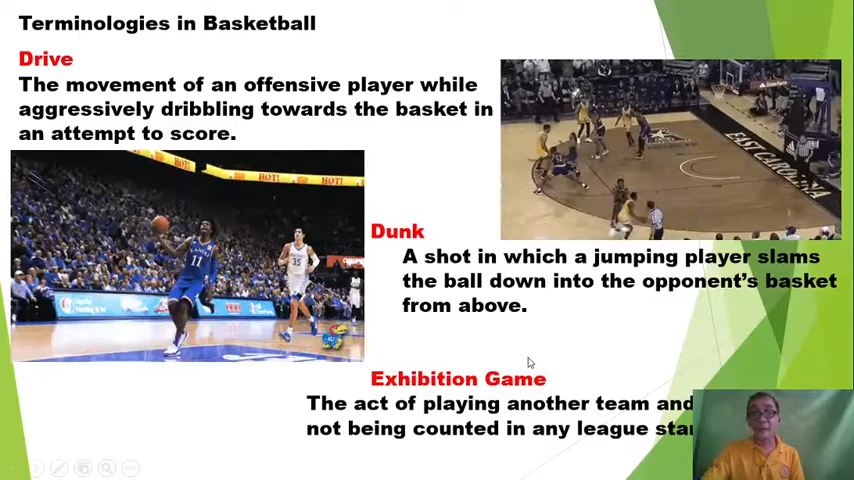 Terminologies in Basketball
Drive
The movement of an offensive player while
aggressively dribbling towards the basket in
an attempt to score.
HOT!
HOT!
HOT!
EAST CAROLINA
KANSAS
11
35
Dunk
A shot in which a jumping player slams
the ball down into the opponent's basket
from above.
Exhibition Game
The act of playing another team and
not being counted in any league